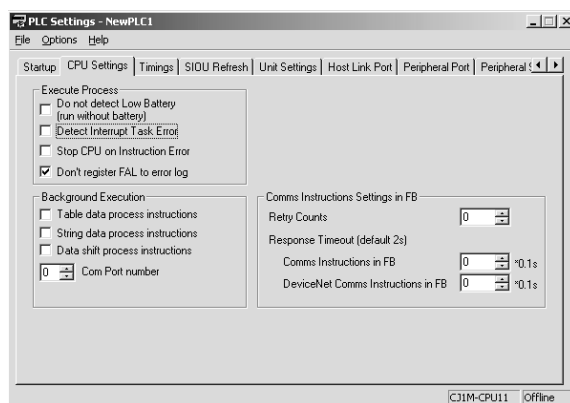 PLC Settings - NewPLC1
File Options Help
Startup CPU Settings Timings SIOU Refresh Unit Settings Host Link Port Peripheral Port Peripheral
Execute Process
Do not detect Low Battery
(run without battery)
Detect Interrupt Task Error
Stop CPU on Instruction Error
Don't register FAL to error log
Background Execution
Table data process instructions
String data process instructions
Data shift process instructions
0 Com Port number
Comms Instructions Settings in FB
Retry Counts 0
Response Timeout (default 2s)
Comms Instructions in FB 0 *0.1s
DeviceNet Comms Instructions in FB 0 *0.1s
CJ1M-CPU11 Offline